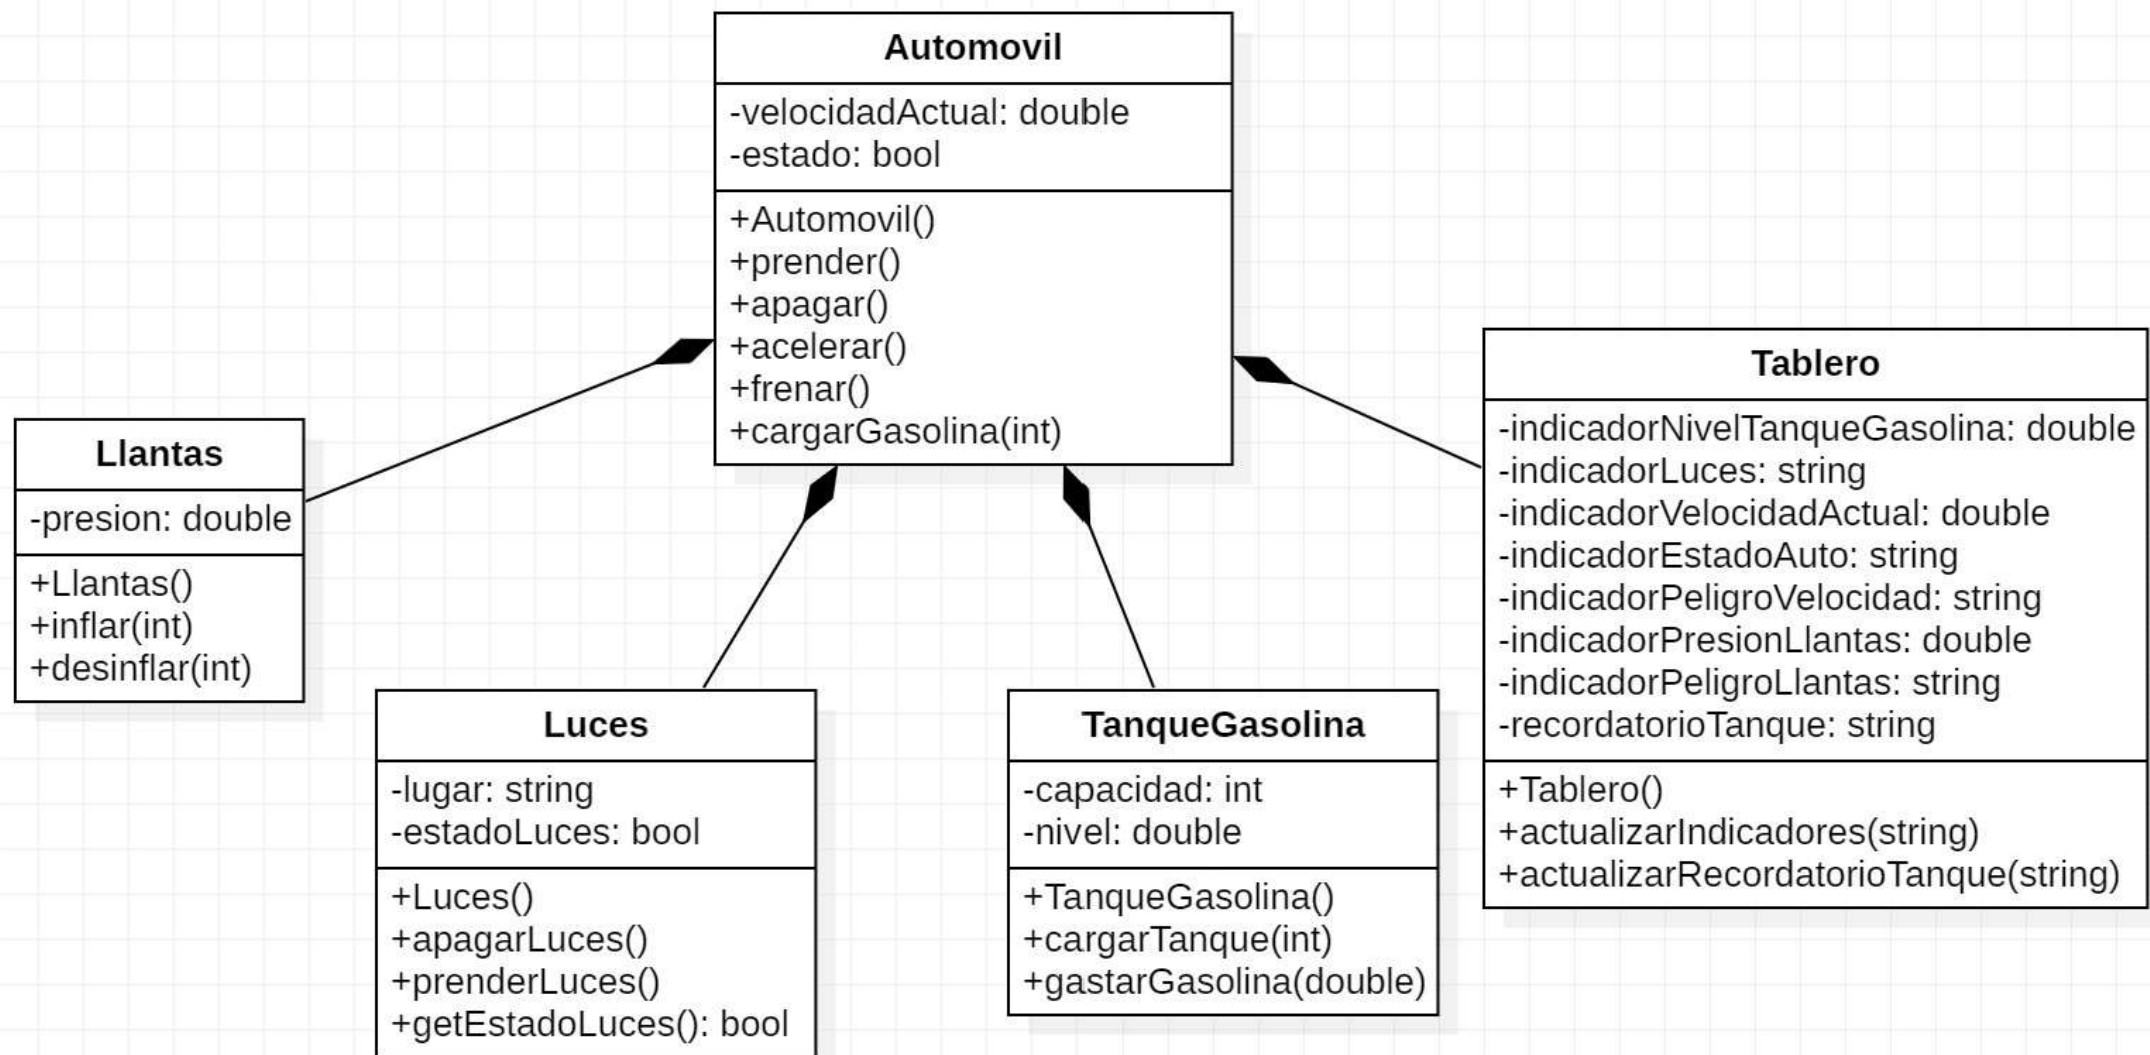 Automovil
-velocidadActual: double
-estado: bool
+Automovil()
+prender()
+apagar()
+acelerar()
+frenar()
+cargarGasolina(int)
Llantas
-presion: double
+Llantas()
+inflar(int)
+desinflar(int)
Luces
-lugar: string
-estadoLuces: bool
+Luces()
+apagarLuces()
+prenderLuces()
+getEstadoLuces(): bool
TanqueGasolina
-capacidad: int
-nivel: double
+TanqueGasolina()
+cargarTanque(int)
+gastarGasolina(double)
Tablero
-indicadorNivelTanqueGasolina: double
-indicadorLuces: string
-indicadorVelocidadActual: double
-indicadorEstadoAuto: string
-indicadorPeligroVelocidad: string
-indicadorPresionLlantas: double
-indicadorPeligroLlantas: string
-recordatorioTanque: string
+Tablero()
+actualizarIndicadores(string)
+actualizarRecordatorioTanque(string)